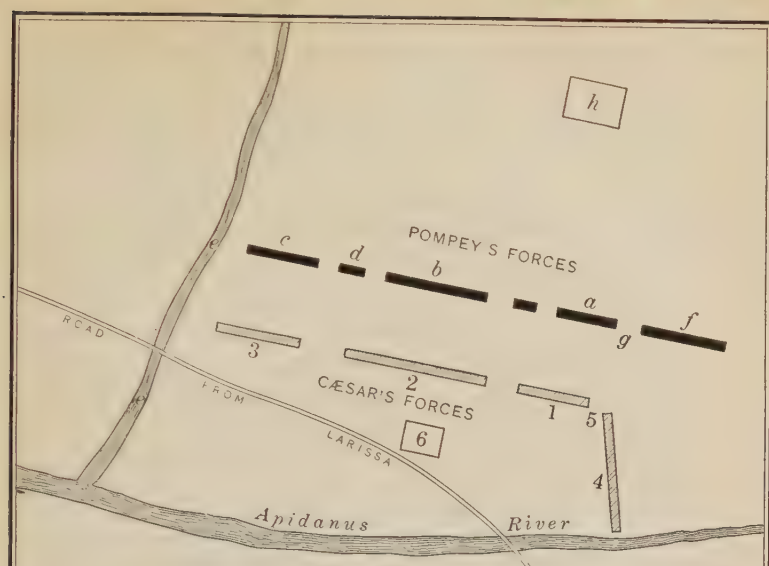 h
POMPEY S FORCES
e
c
d
b
a
g
f
ROAD
FROM
LARISSA
3
2
CÆSAR'S FORCES
1
5
6
4
e
Apidanus River